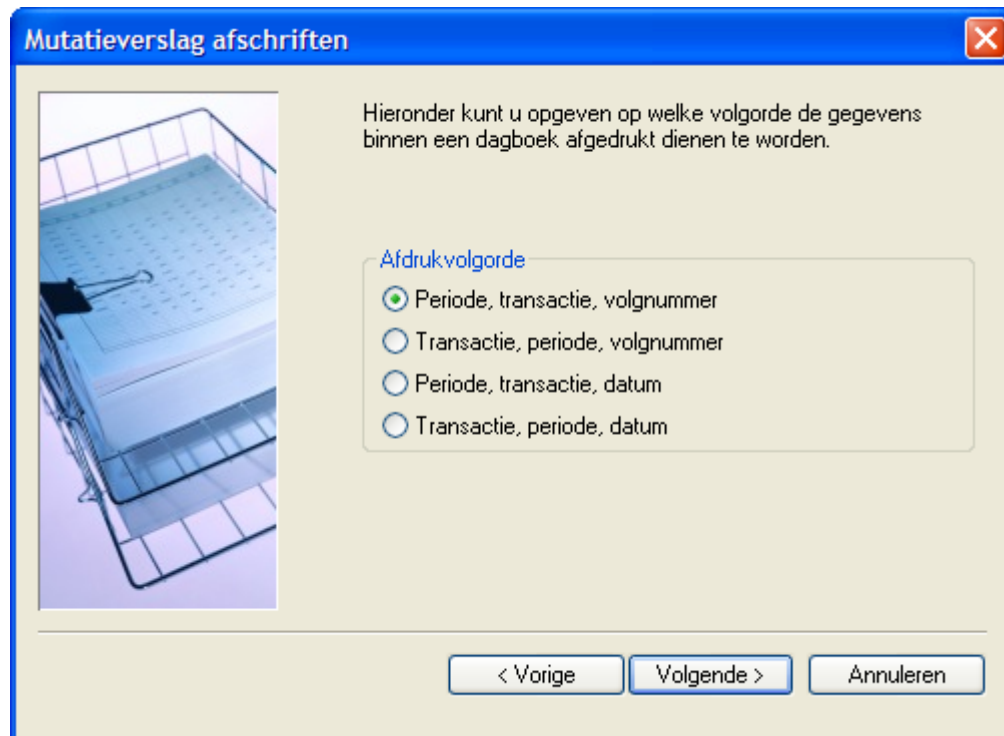 Mutatieverslag afschriften
Hieronder kunt u opgeven op welke volgorde de gegevens
binnen een dagboek afgedrukt dienen te worden.
Afdrukvolgorde
Periode, transactie, volgnummer
Transactie, periode, volgnummer
Periode, transactie, datum
Transactie, periode, datum
< Vorige
Volgende >
Annuleren